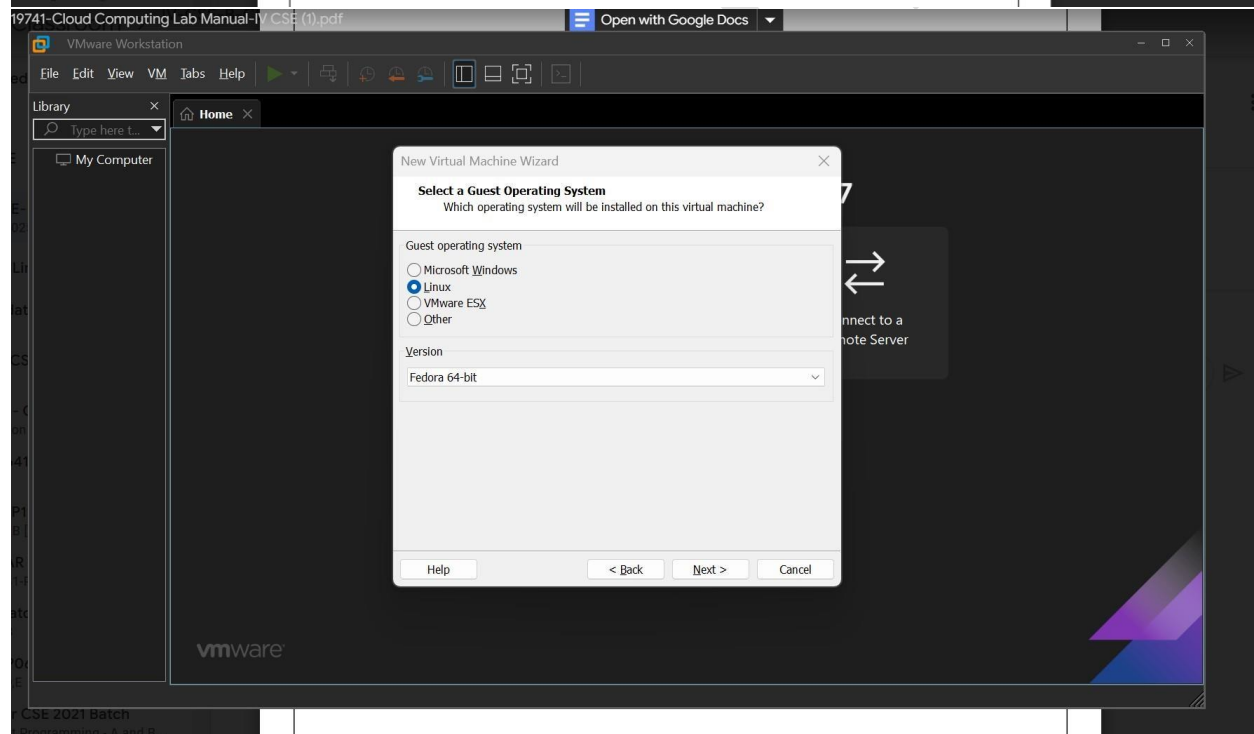 19741-Cloud Computing Lab Manual-IV CSE (1).pdf
Open with Google Docs
VMware Workstation
File Edit View VM Tabs Help
Library
Home
Type here t...
My Computer
New Virtual Machine Wizard
Select a Guest Operating System
Which operating system will be installed on this virtual machine?
7
Guest operating system
Microsoft Windows
Linux
VMware ESX
Other
nnect to a
ote Server
Version
Fedora 64-bit
Help
< Back
Next >
Cancel
vmware
r CSE 2021 Batch